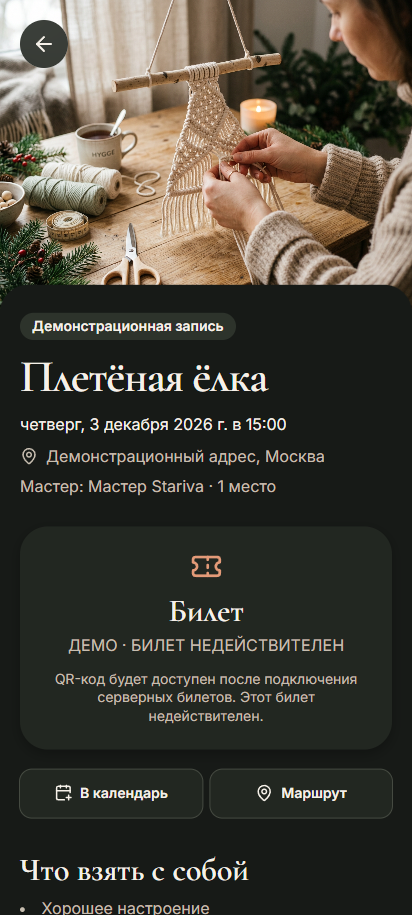 HYGGE
Демонстрационная запись
Плетёная ёлка
четверг, 3 декабря 2026 г. в 15:00
Демонстрационный адрес, Москва
Мастер: Мастер Stariva · 1 место
Билет
ДЕМО · БИЛЕТ НЕДЕЙСТВИТЕЛЕН
QR-код будет доступен после подключения
серверных билетов. Этот билет
недействителен.
В календарь
Маршрут
Что взять с собой
• Хорошее настроение